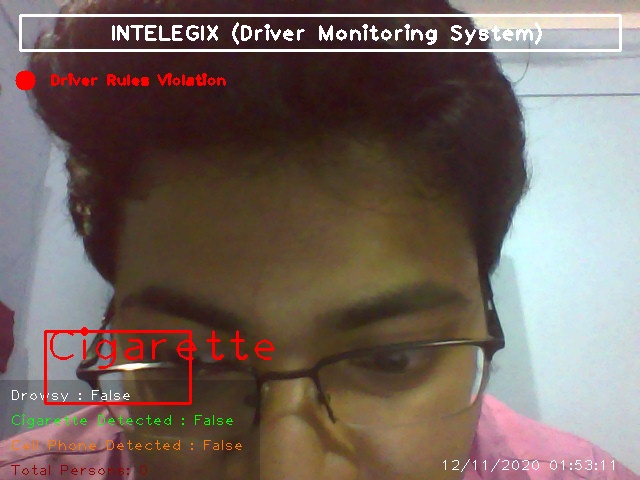 INTELEGIX (Driver Monitoring System)
Driver Rules Violation
Cigarette
Drowsy : False
Cigarette Detected : False
Cell Phone Detected : False
Total Persons: 0
12/11/2020 01:53:11